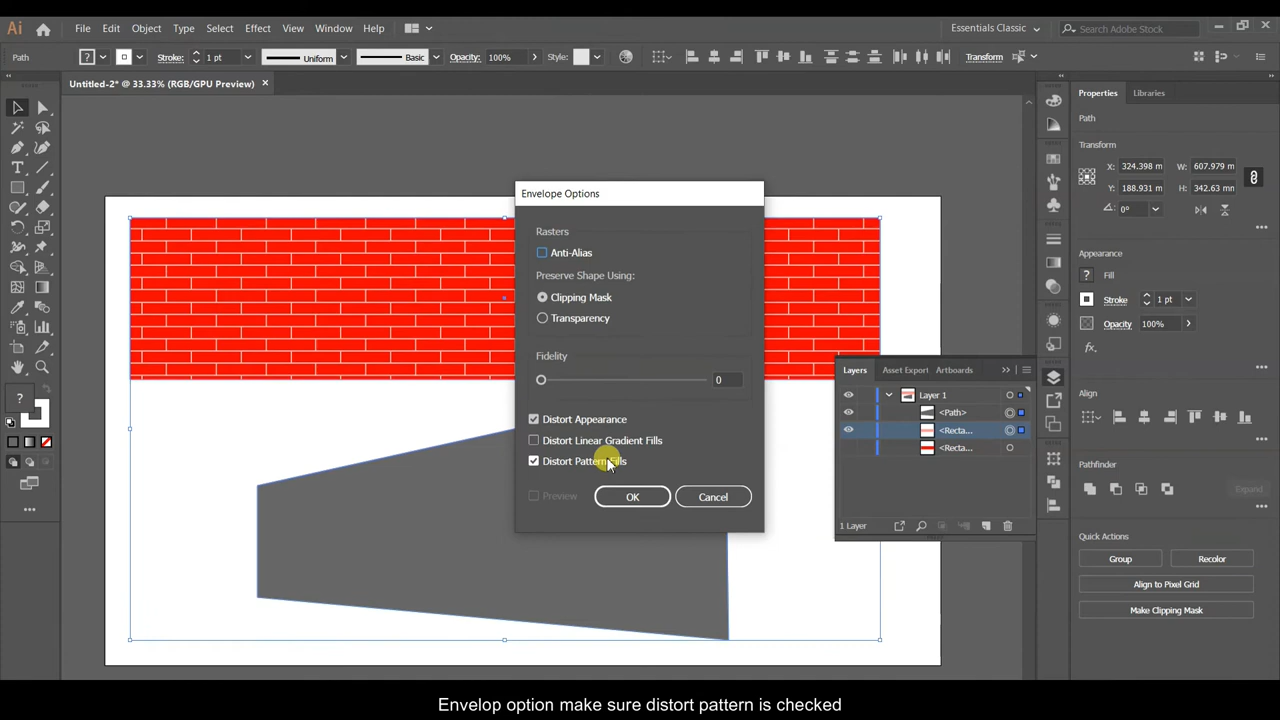 Ai File Edit Object Type Select Effect View Window Help Essentials Classic Search Adobe Stock
Path ? Stroke: 1 pt Uniform Basic Opacity: 100% Style: Transform
Untitled-2* @ 33.33% (RGB/GPU Preview)
Properties Libraries
Path
Transform
X: 324.398 m W: 607.979 m
Y: 188.931 m H: 342.63 mm
0°
Appearance
? Fill
Stroke 1 pt
Opacity 100%
fx.
Align
Pathfinder
Expand
Quick Actions
Group Recolor
Align to Pixel Grid
Make Clipping Mask
Envelope Options
Rasters
Anti-Alias
Preserve Shape Using:
Clipping Mask
Transparency
Fidelity
0
Distort Appearance
Distort Linear Gradient Fills
Distort Pattern Fills
Preview OK Cancel
Layers Asset Export Artboards
Layer 1
<Path>
<Recta...
<Recta...
1 Layer
?
Envelop option make sure distort pattern is checked